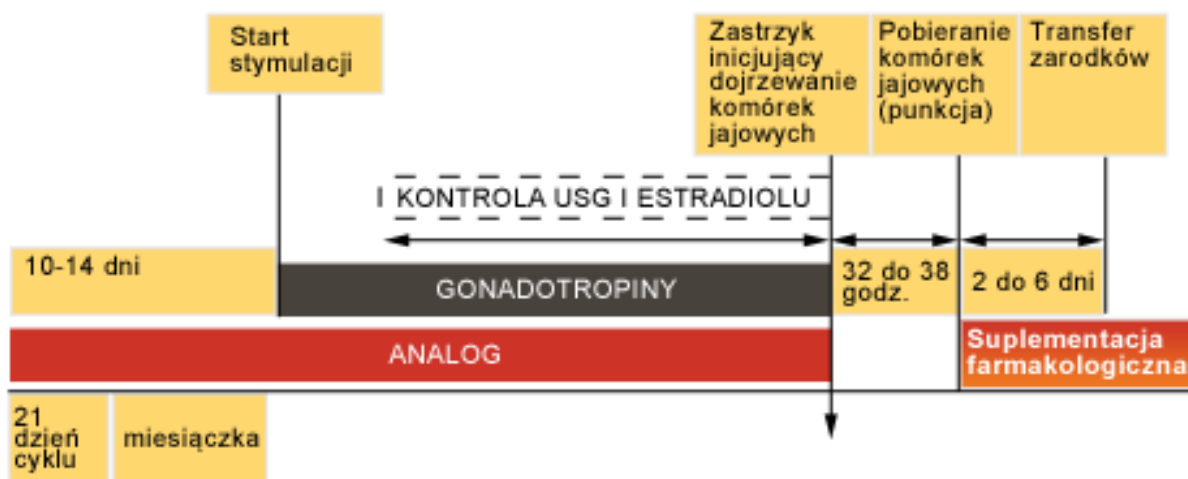 Start
stymulacji
Zastrzyk
inicjujący
dojrzewanie
komórek
jajowych
Pobieranie
komórek
jajowych
(punkcja)
Transfer
zarodków
I KONTROLA USG I ESTRADIOLU
10-14 dni
GONADOTROPINY
32 do 38
godz.
2 do 6 dni
ANALOG
Suplementacja
farmakologiczna
21
dzień
cyklu
miesiączka